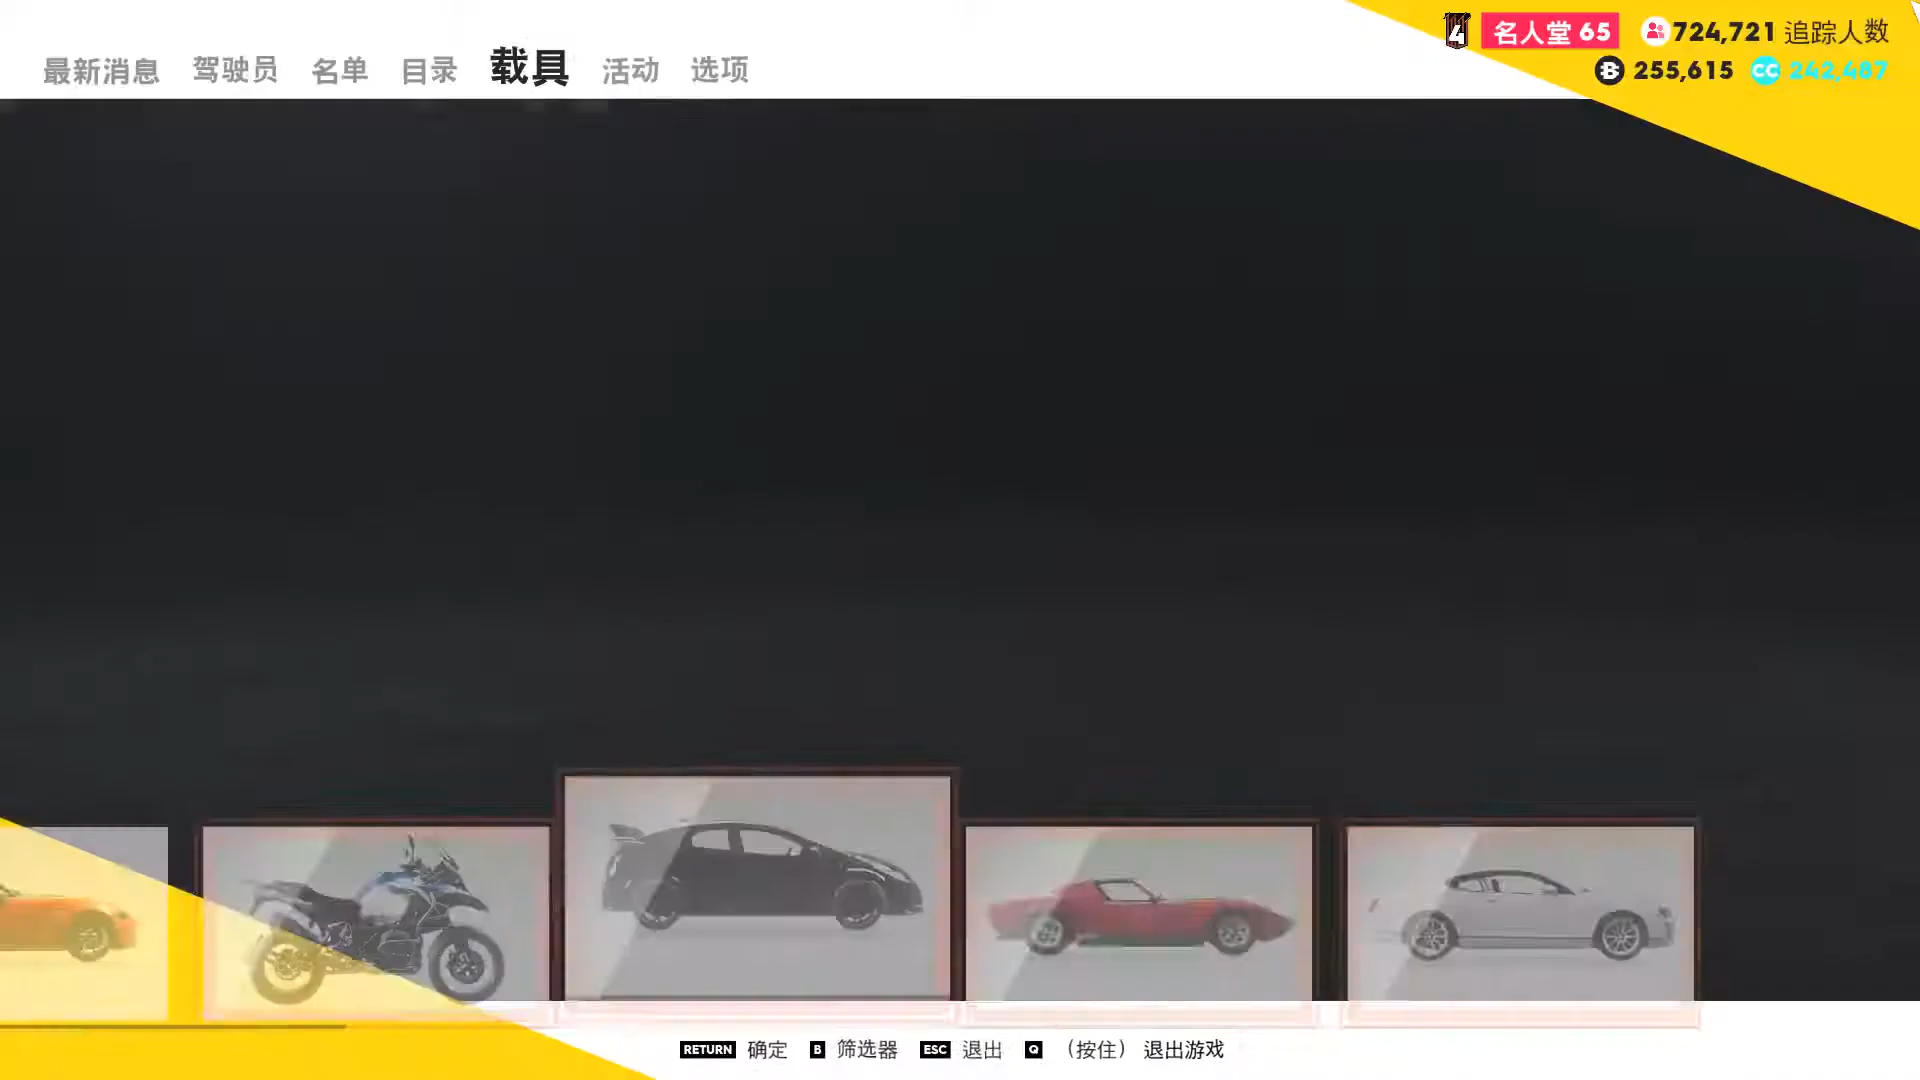 4 名人堂 65 724,721 追踪人数
最新消息 驾驶员 名单 目录 载具 活动 选项
B 255,615 CC 242,487
RETURN 确定 B 筛选器 ESC 退出 Q （按住） 退出游戏